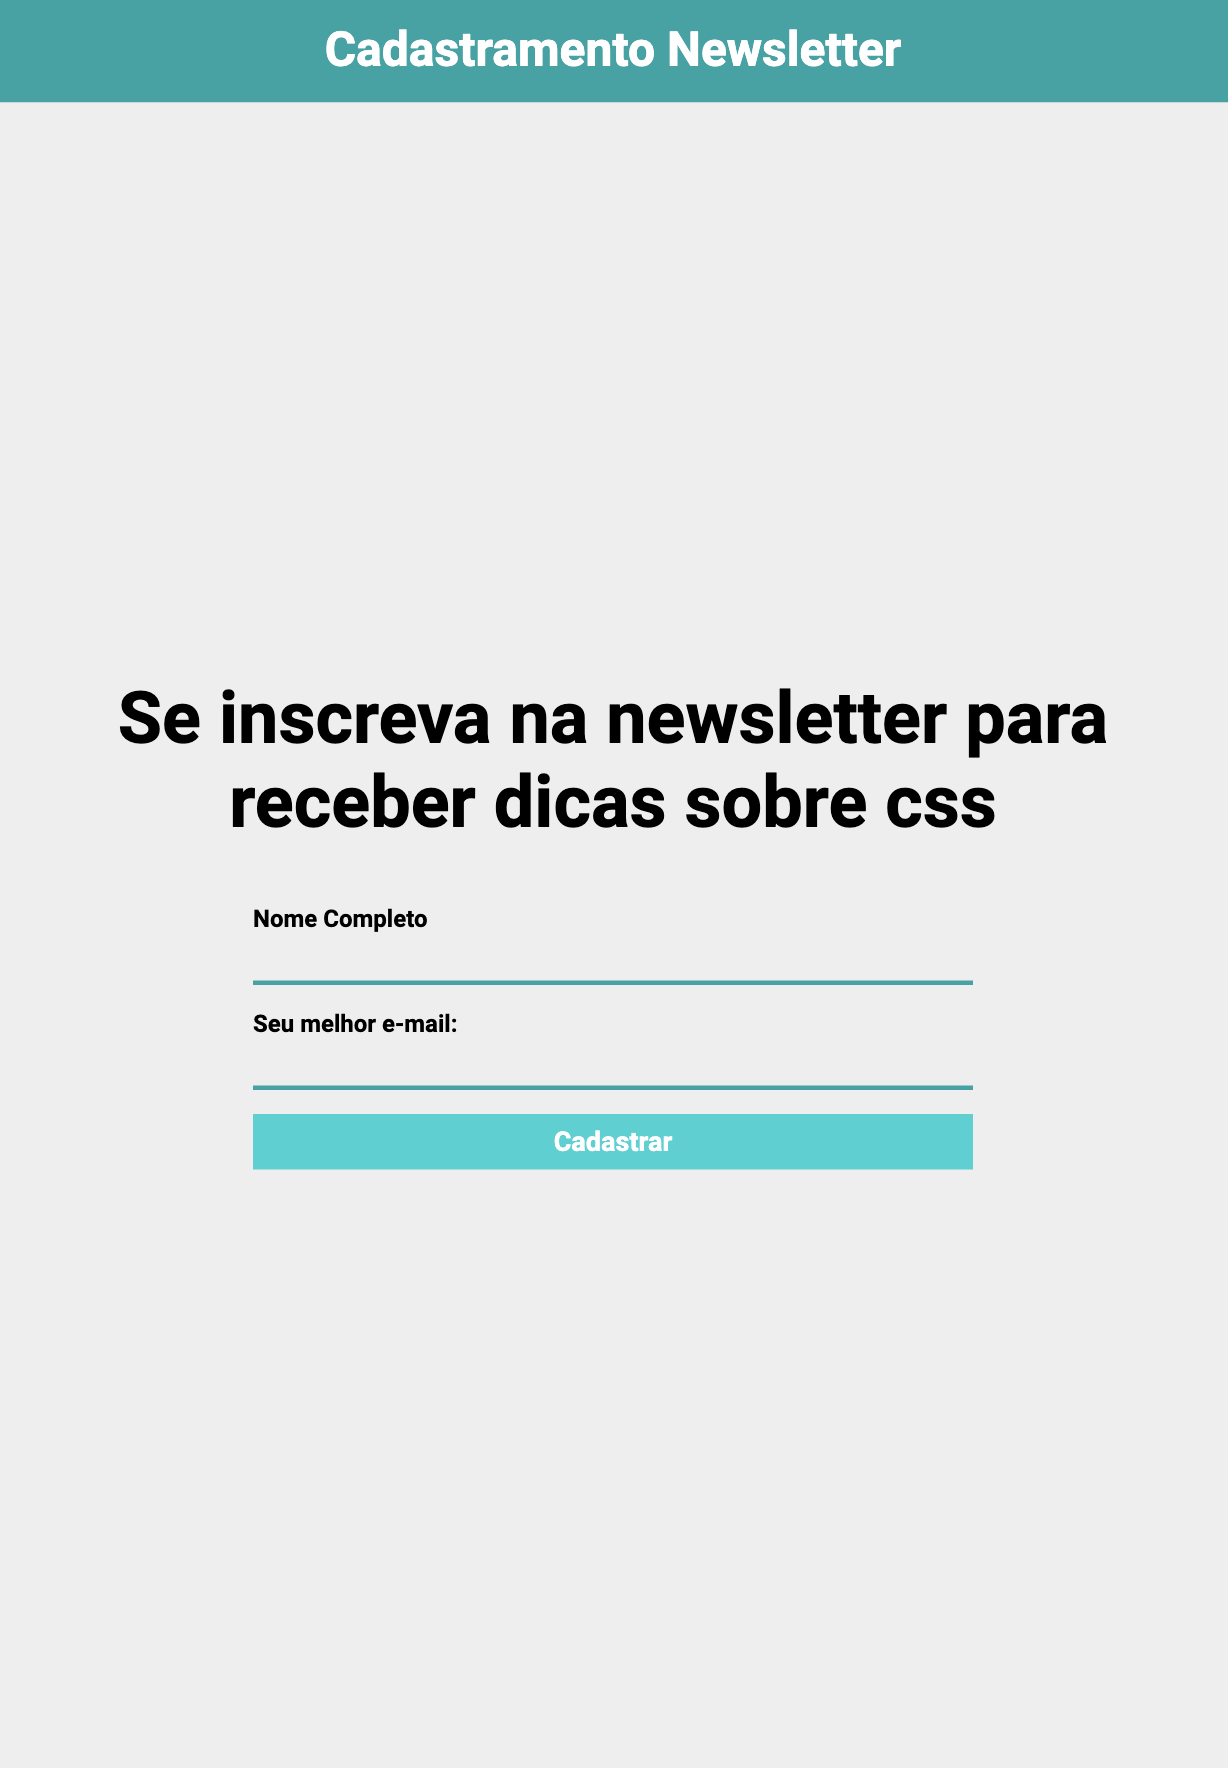 Cadastramento Newsletter
Se inscreva na newsletter para
receber dicas sobre css
Nome Completo
Seu melhor e-mail:
Cadastrar